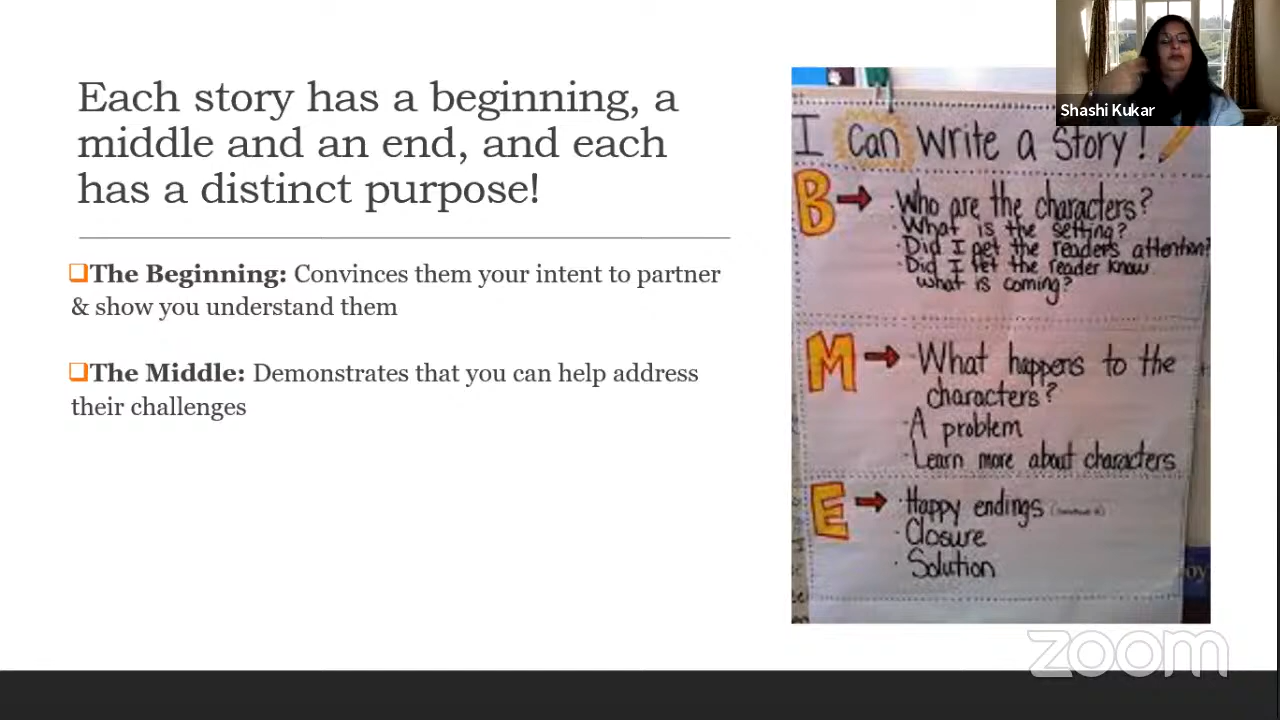 Each story has a beginning, a
middle and an end, and each
has a distinct purpose!
The Beginning: Convinces them your intent to partner
& show you understand them
The Middle: Demonstrates that you can help address
their challenges
Shashi Kukar
I Can Write a Story!
B → · Who are the characters?
· What is the setting?
· Did I get the readers attention?
· Did I let the reader know
what is coming?
M → · What happens to the
characters?
· A problem
· Learn more about characters
E → · Happy endings
· Closure
· Solution
zoom